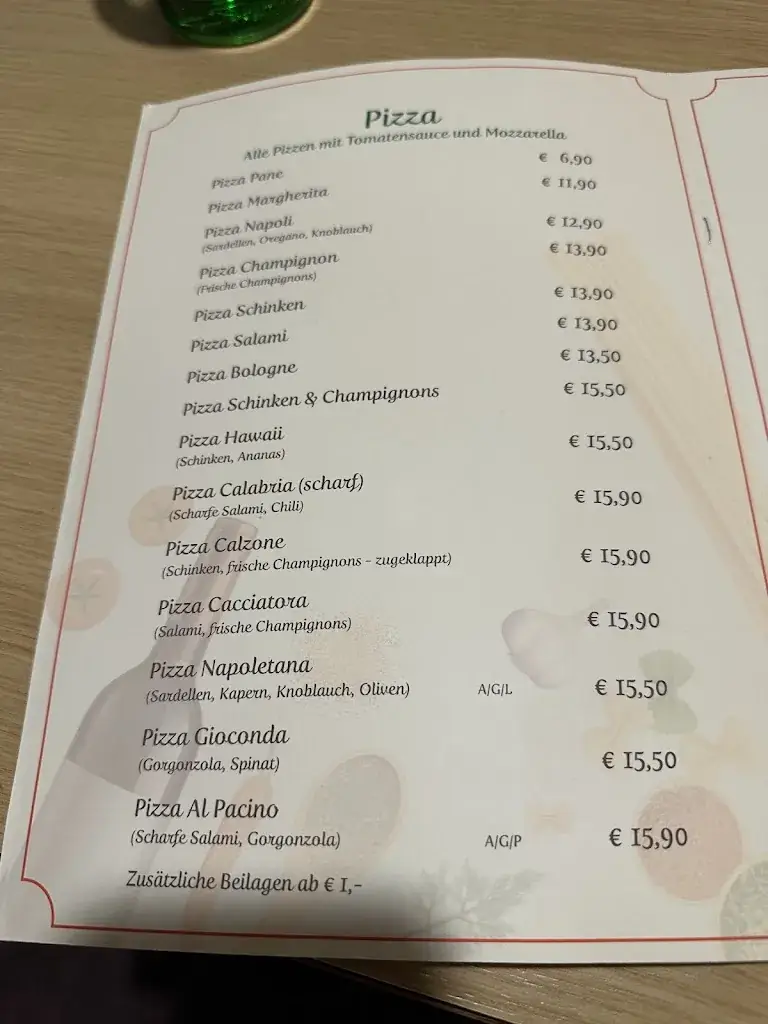 Pizza
Alle Pizzen mit Tomatensauce und Mozzarella
Pizza Pane € 6,90
Pizza Margherita € 11,90
Pizza Napoli € 12,90
(Sardellen, Oregano, Knoblauch)
Pizza Champignon € 13,90
(Frische Champignons)
Pizza Schinken € 13,90
Pizza Salami € 13,90
Pizza Bologne € 13,50
Pizza Schinken & Champignons € 15,50
Pizza Hawaii € 15,50
(Schinken, Ananas)
Pizza Calabria (scharf) € 15,90
(Scharfe Salami, Chili)
Pizza Calzone € 15,90
(Schinken, frische Champignons - zugeklappt)
Pizza Cacciatora € 15,90
(Salami, frische Champignons)
Pizza Napoletana
(Sardellen, Kapern, Knoblauch, Oliven) A/G/L € 15,50
Pizza Gioconda € 15,50
(Gorgonzola, Spinat)
Pizza Al Pacino
(Scharfe Salami, Gorgonzola) A/G/P € 15,90
Zusätzliche Beilagen ab € 1,-